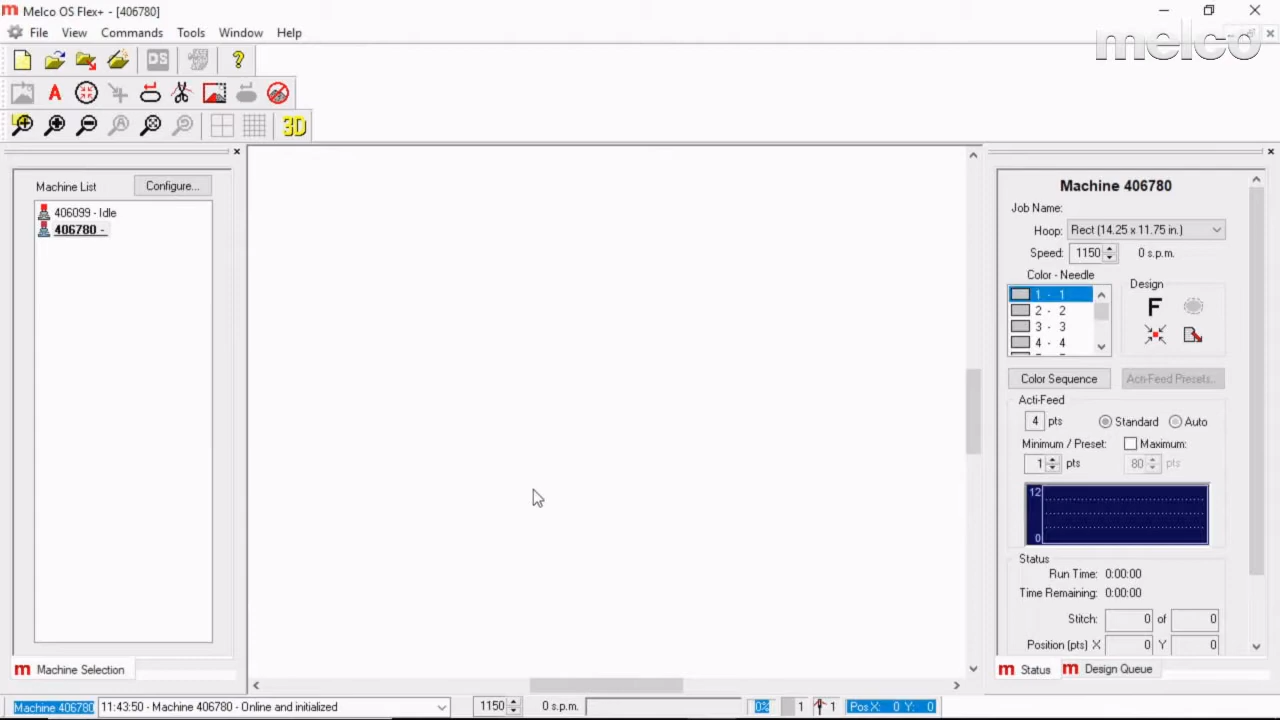 Melco OS Flex+ - [406780]
File View Commands Tools Window Help
melco
DS
?
A
3D
Machine List Configure...
406099 - Idle
406780 -
Machine Selection
Machine 406780
Job Name:
Hoop: Rect (14.25 x 11.75 in.)
Speed: 1150 0 s.p.m.
Color - Needle
1 - 1
2 - 2
3 - 3
4 - 4
Design
F
Color Sequence Acti-Feed Presets...
Acti-Feed
4 pts Standard Auto
Minimum / Preset: Maximum:
1 pts 80 pts
12
0
Status
Run Time: 0:00:00
Time Remaining: 0:00:00
Stitch: 0 of 0
Position (pts) X 0 Y 0
m Status m Design Queue
Machine 406780 11:43:50 - Machine 406780 - Online and initialized 1150 0 s.p.m. 0% 1 1 Pos X: 0 Y: 0